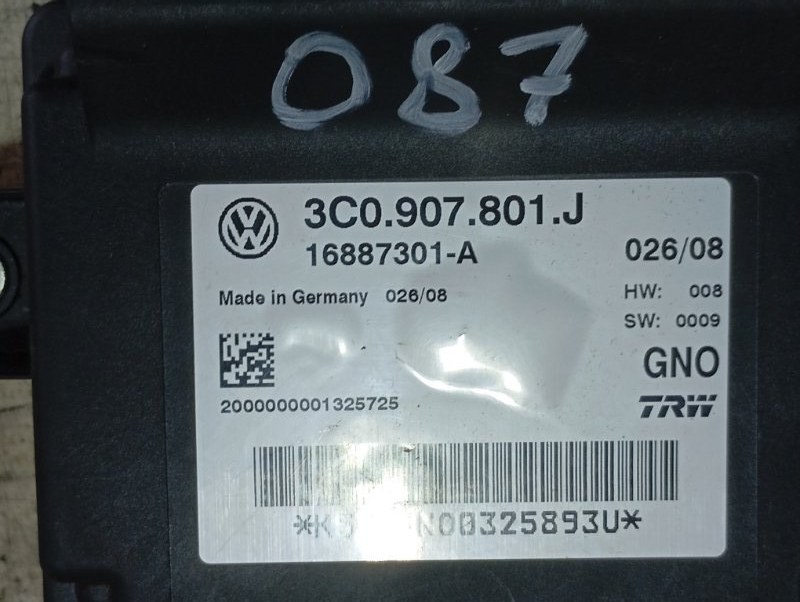 087
3C0.907.801.J
16887301-A 026/08
Made in Germany 026/08
HW: 008
SW: 0009
GNO
TRW
2000000001325725